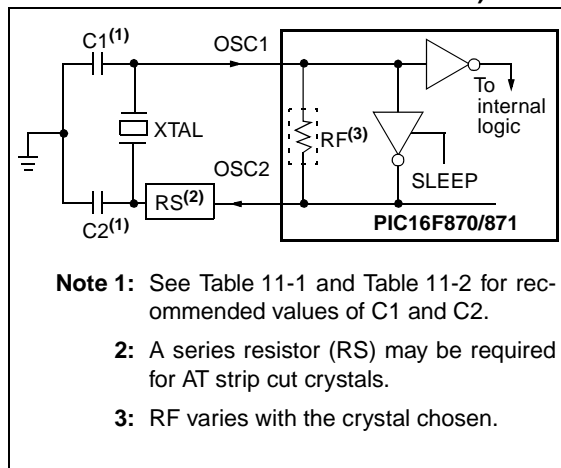 C1(1)
OSC1
To
internal
logic
XTAL
RF(3)
OSC2
SLEEP
RS(2)
C2(1)
PIC16F870/871
Note 1: See Table 11-1 and Table 11-2 for rec-
ommended values of C1 and C2.
2: A series resistor (RS) may be required
for AT strip cut crystals.
3: RF varies with the crystal chosen.